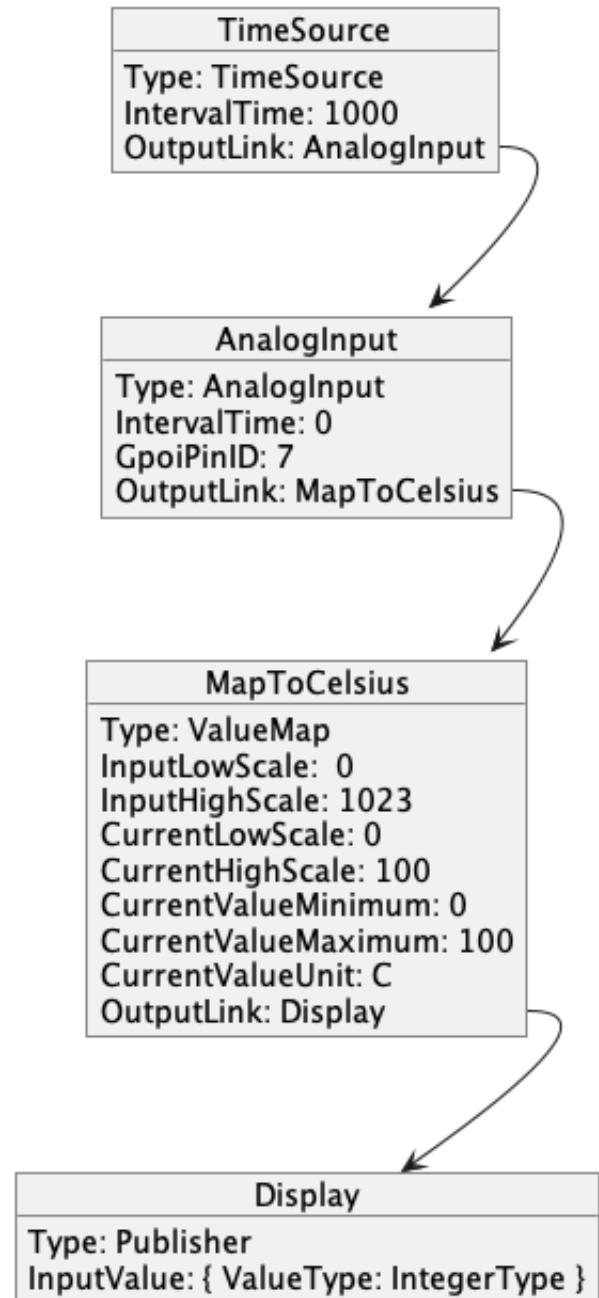 TimeSource
Type: TimeSource
IntervalTime: 1000
OutputLink: AnalogInput
AnalogInput
Type: AnalogInput
IntervalTime: 0
GpoiPinID: 7
OutputLink: MapToCelsius
MapToCelsius
Type: ValueMap
InputLowScale:  0
InputHighScale: 1023
CurrentLowScale: 0
CurrentHighScale: 100
CurrentValueMinimum: 0
CurrentValueMaximum: 100
CurrentValueUnit: C
OutputLink: Display
Display
Type: Publisher
InputValue: { ValueType: IntegerType }